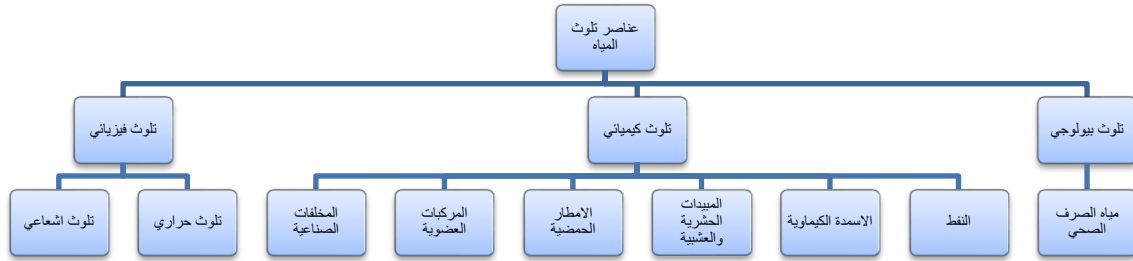 عناصر تلوث
المياه
تلوث بيولوجي
تلوث كيميائي
تلوث فيزيائي
مياه الصرف
الصحي
النفط
الاسمدة الكيماوية
المبيدات
الحشرية
والعشبية
الامطار
الحمضية
المركبات
العضوية
المخلفات
الصناعية
تلوث حراري
تلوث اشعاعي